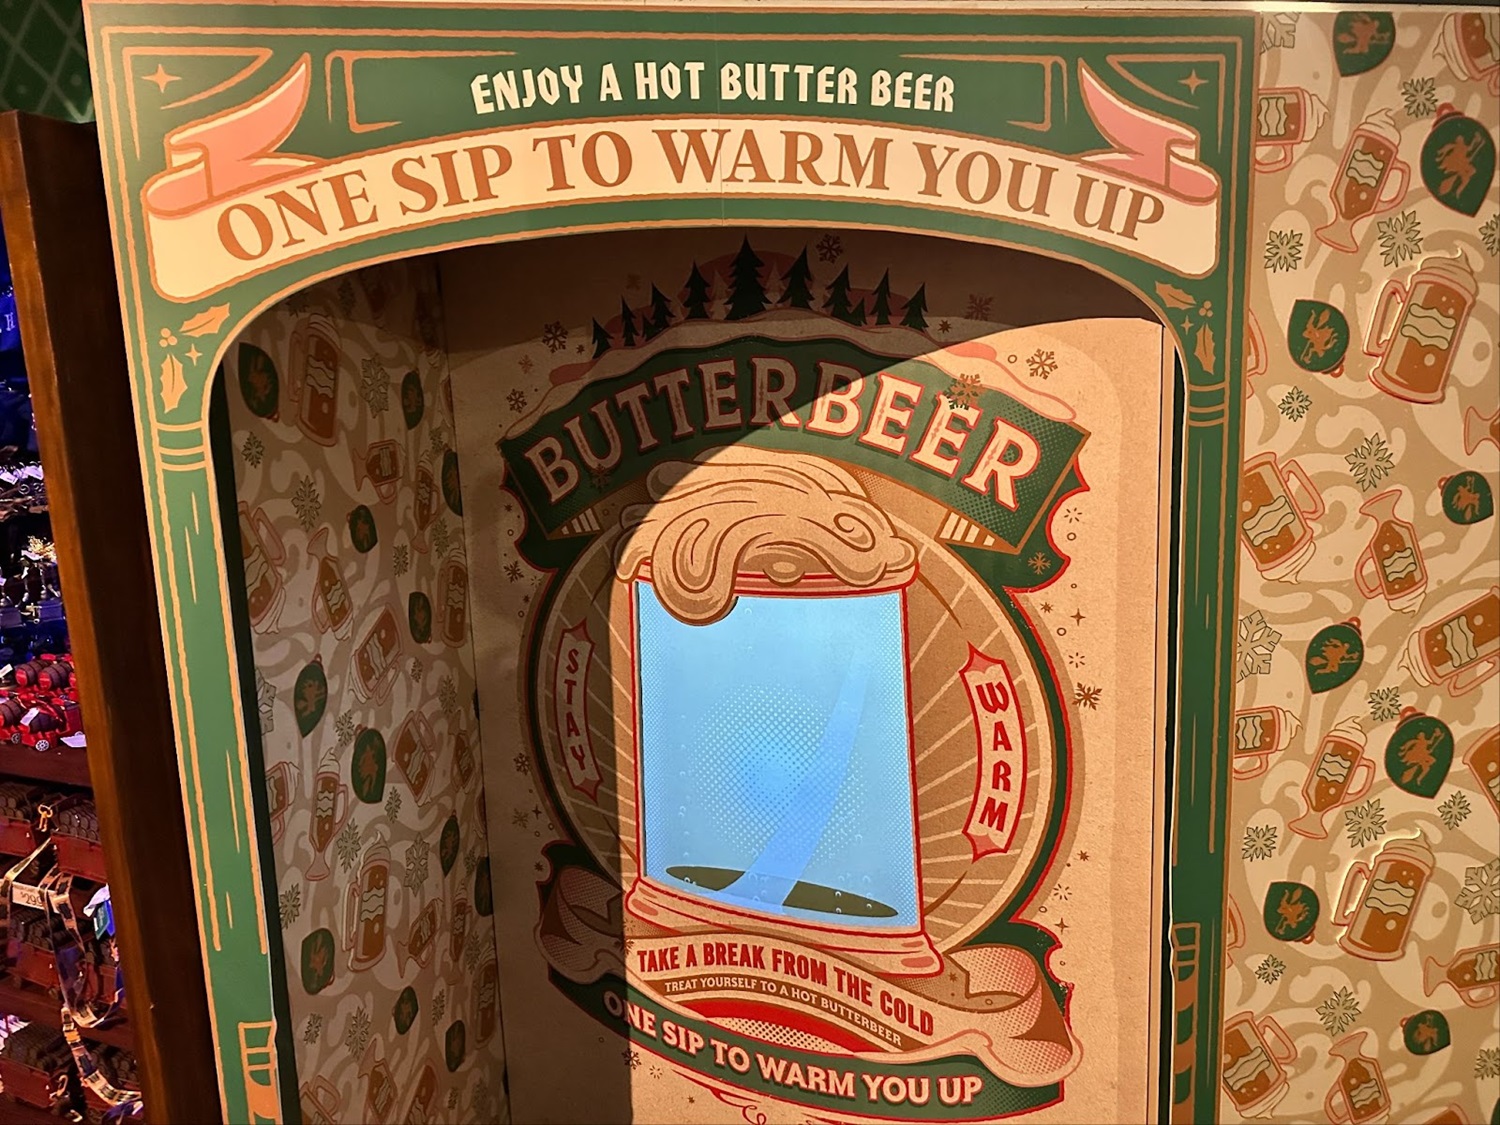 ENJOY A HOT BUTTER BEER
ONE SIP TO WARM YOU UP
BUTTERBEER
STAY
WARM
TAKE A BREAK FROM THE COLD
TREAT YOURSELF TO A HOT BUTTERBEER
ONE SIP TO WARM YOU UP